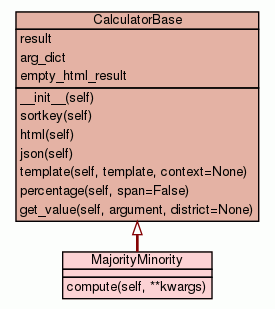 CalculatorBase
result
arg_dict
empty_html_result
__init__(self)
sortkey(self)
html(self)
json(self)
template(self, template, context=None)
percentage(self, span=False)
get_value(self, argument, district=None)
MajorityMinority
compute(self, **kwargs)